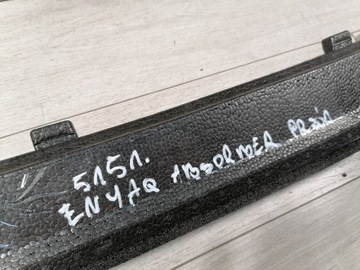 5151.
ENYAQ ABSORBER PRZÓD